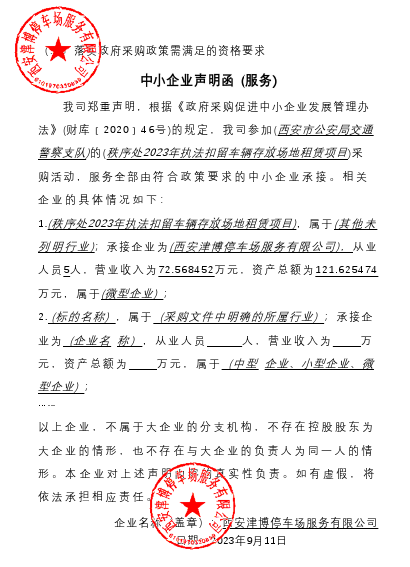 落实政府采购政策需满足的资格要求
中小企业声明函（服务）
我司郑重声明，根据《政府采购促进中小企业发展管理办
法》(财库﹝2020﹞46号)的规定，我司参加(西安市公安局交通
警察支队)的(秩序处2023年执法扣留车辆存放场地租赁项目)采
购活动，服务全部由符合政策要求的中小企业承接。相关
企业的具体情况如下：
1.(秩序处2023年执法扣留车辆存放场地租赁项目)，属于(其他未
列明行业)；承接企业为(西安津博停车场服务有限公司)，从业
人员5人，营业收入为72.568452万元，资产总额为121.625474
万元，属于(微型企业)；
2.(标的名称)，属于（采购文件中明确的所属行业)；承接企
业为（企业名 称)，从业人员______人，营业收入为_____万
元，资产总额为_____万元，属于（中型 企业、小型企业、微
型企业)；
……
以上企业，不属于大企业的分支机构，不存在控股股东为
大企业的情形，也不存在与大企业的负责人为同一人的情
形。本企业对上述声明内容的真实性负责。如有虚假，将
依法承担相应责任。
企业名称（盖章）：西安津博停车场服务有限公司
日期：2023年9月11日
西安津博停车场服务有限公司
西安津博停车场服务有限公司